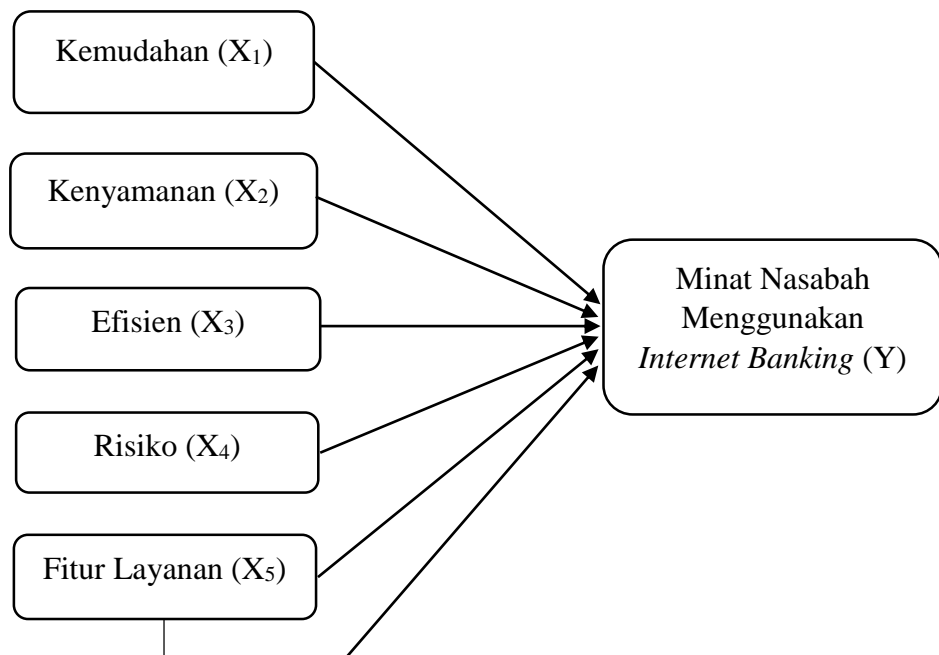 Kemudahan (X₁)
Kenyamanan (X₂)
Efisien (X₃)
Risiko (X₄)
Fitur Layanan (X₅)
Minat Nasabah
Menggunakan
Internet Banking (Y)